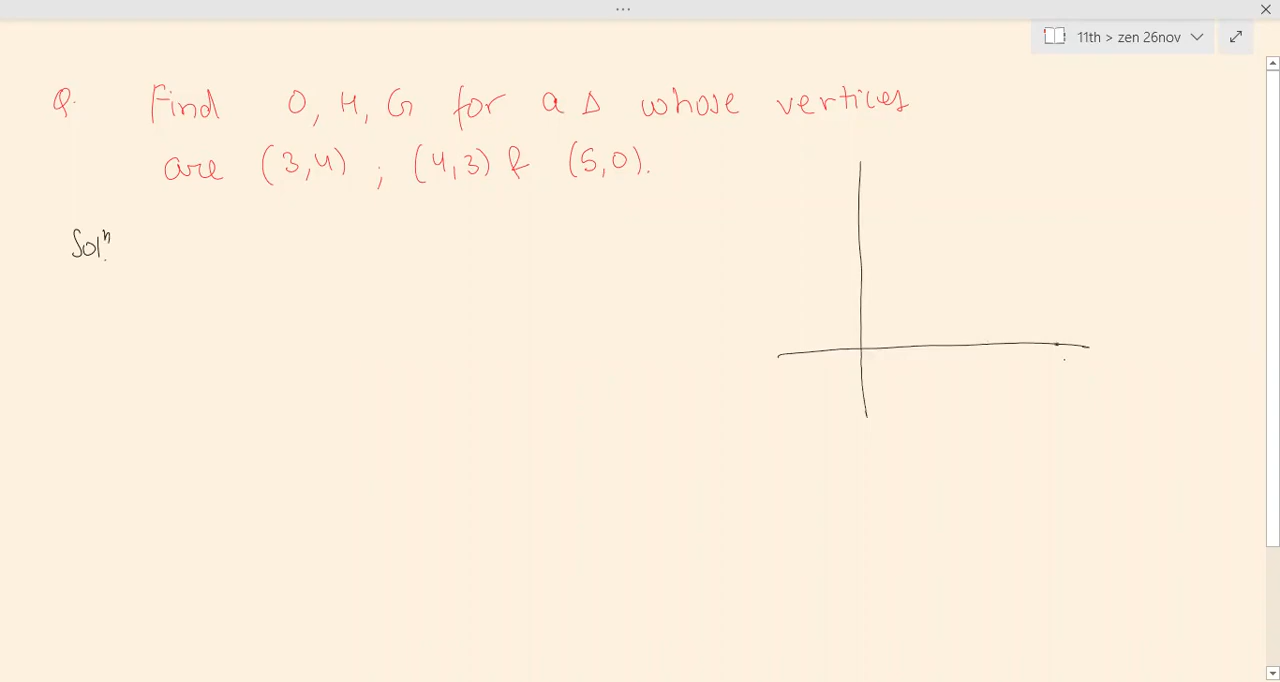 11th > zen 26nov
Q. Find O, H, G for a Δ whose vertices
are (3,4) ; (4,3) & (5,0).
Solⁿ.